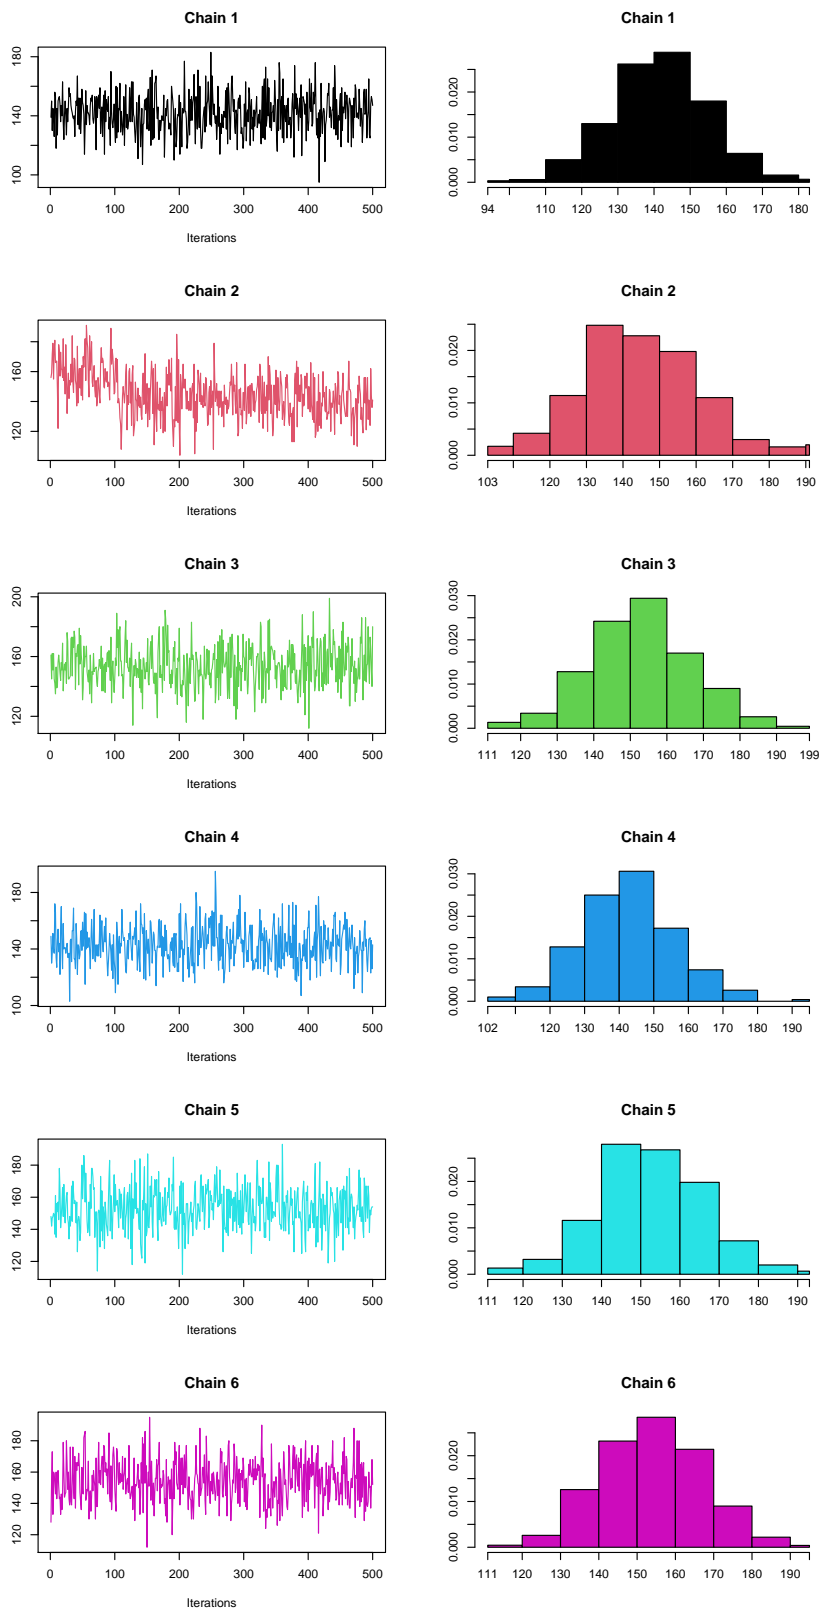 Chain 1
Chain 1
100 140 180
0 100 200 300 400 500
Iterations
0.000 0.010 0.020
94 110 120 130 140 150 160 170 180
Chain 2
Chain 2
120 160
0 100 200 300 400 500
Iterations
0.000 0.010 0.020
103 120 130 140 150 160 170 180 190
Chain 3
Chain 3
120 160 200
0 100 200 300 400 500
Iterations
0.000 0.010 0.020 0.030
111 120 130 140 150 160 170 180 190 199
Chain 4
Chain 4
100 140 180
0 100 200 300 400 500
Iterations
0.000 0.010 0.020 0.030
102 120 130 140 150 160 170 190
Chain 5
Chain 5
120 140 160 180
0 100 200 300 400 500
Iterations
0.000 0.010 0.020
111 120 130 140 150 160 170 180 190
Chain 6
Chain 6
120 140 160 180
0 100 200 300 400 500
Iterations
0.000 0.010 0.020
111 120 130 140 150 160 170 180 190